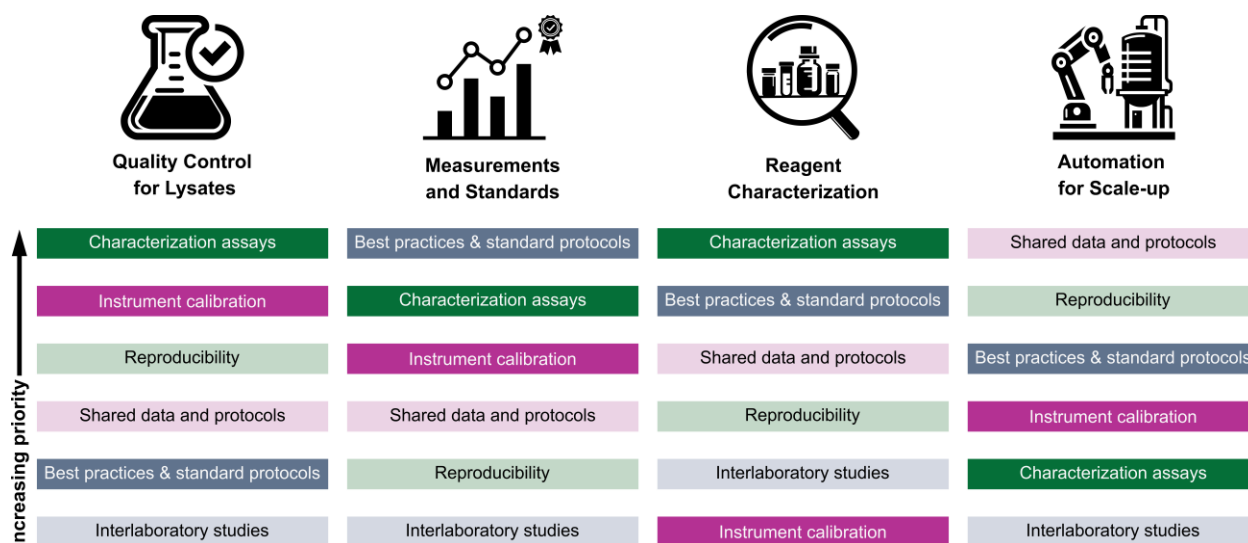 Quality Control
for Lysates
Measurements
and Standards
Reagent
Characterization
Automation
for Scale-up
Increasing priority
Characterization assays
Best practices & standard protocols
Characterization assays
Shared data and protocols
Instrument calibration
Characterization assays
Best practices & standard protocols
Reproducibility
Reproducibility
Instrument calibration
Shared data and protocols
Best practices & standard protocols
Shared data and protocols
Shared data and protocols
Reproducibility
Instrument calibration
Best practices & standard protocols
Reproducibility
Interlaboratory studies
Characterization assays
Interlaboratory studies
Interlaboratory studies
Instrument calibration
Interlaboratory studies